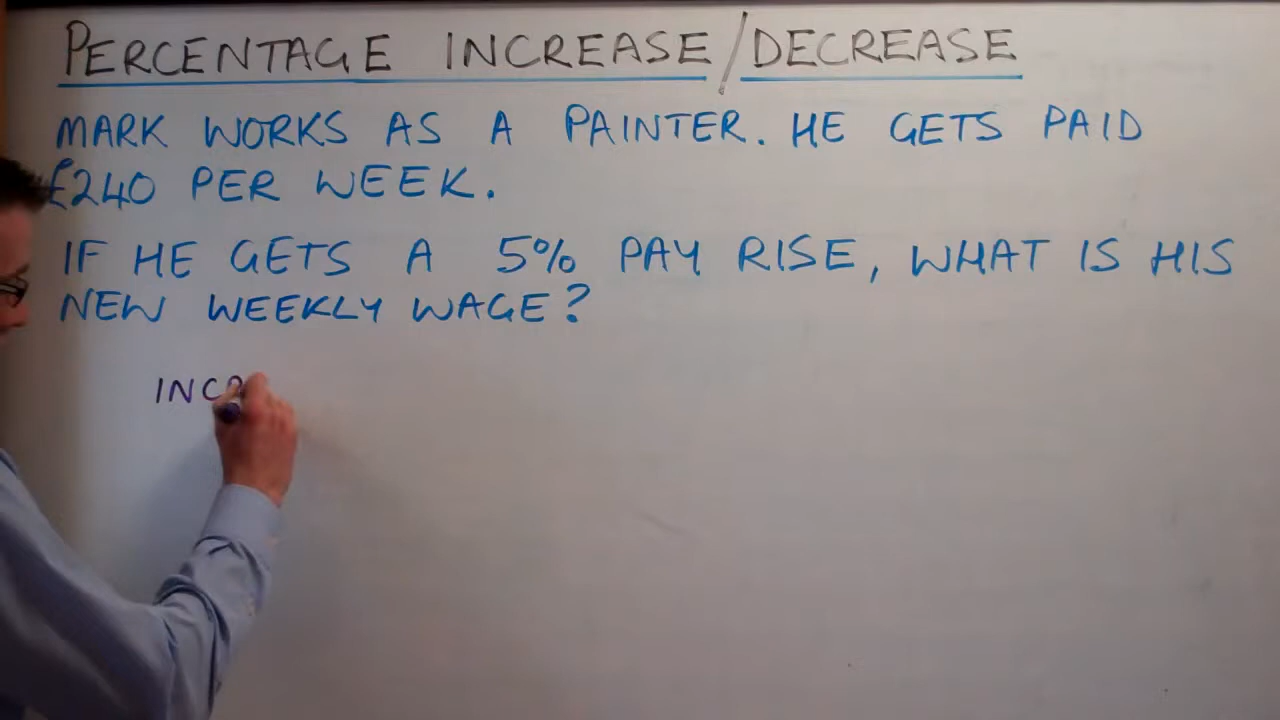 PERCENTAGE INCREASE/DECREASE
MARK WORKS AS A PAINTER. HE GETS PAID
£240 PER WEEK.
IF HE GETS A 5% PAY RISE, WHAT IS HIS
NEW WEEKLY WAGE?
INC